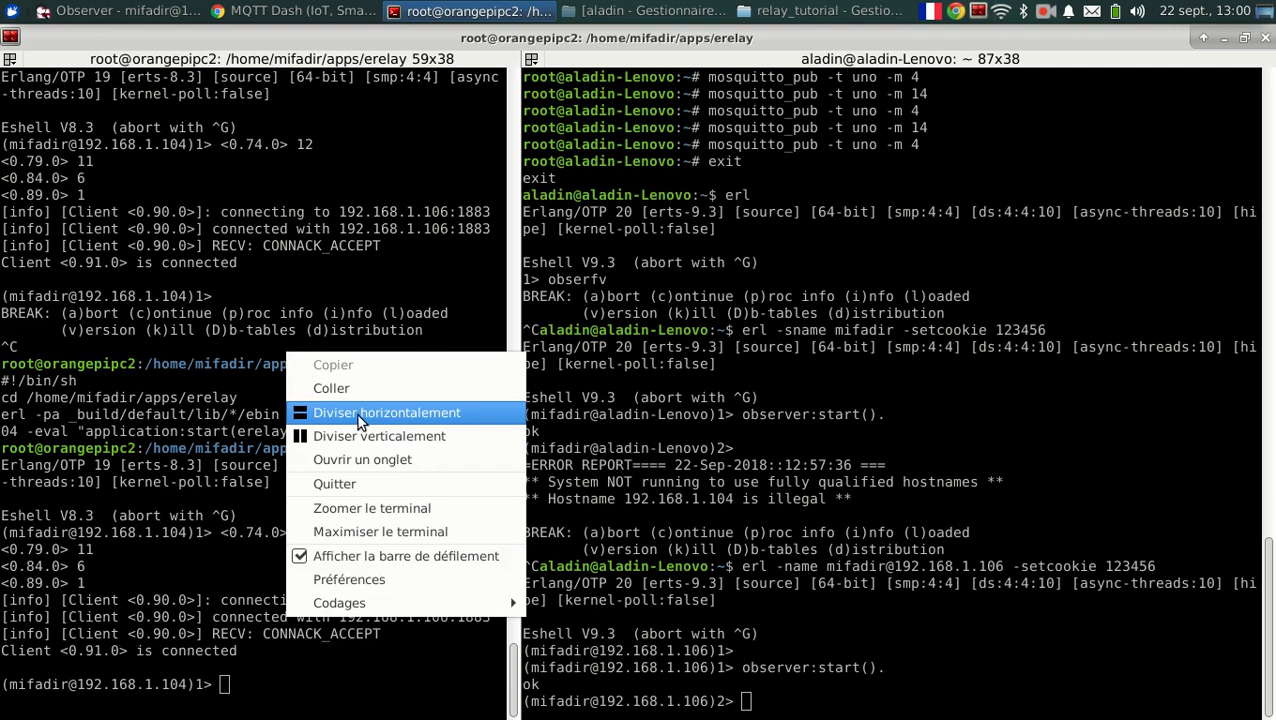 Observer - mifadir@1... MQTT Dash (IoT, Sma... root@orangepipc2: /h... [aladin - Gestionnaire... relay_tutorial - Gestio... 22 sept., 13:00
root@orangepipc2: /home/mifadir/apps/erelay
root@orangepipc2: /home/mifadir/apps/erelay 59x38
Erlang/OTP 19 [erts-8.3] [source] [64-bit] [smp:4:4] [async
-threads:10] [kernel-poll:false]
Eshell V8.3  (abort with ^G)
(mifadir@192.168.1.104)1> <0.74.0> 12
<0.79.0> 11
<0.84.0> 6
<0.89.0> 1
[info] [Client <0.90.0>]: connecting to 192.168.1.106:1883
[info] [Client <0.90.0>] connected with 192.168.1.106:1883
[info] [Client <0.90.0>] RECV: CONNACK_ACCEPT
Client <0.91.0> is connected
(mifadir@192.168.1.104)1>
BREAK: (a)bort (c)ontinue (p)roc info (i)nfo (l)oaded
(v)ersion (k)ill (D)b-tables (d)istribution
^C
root@orangepipc2:/home/mifadir/app
#!/bin/sh
cd /home/mifadir/apps/erelay
erl -pa _build/default/lib/*/ebin
04 -eval "application:start(erelay
root@orangepipc2:/home/mifadir/app
Erlang/OTP 19 [erts-8.3] [source]
-threads:10] [kernel-poll:false]
Eshell V8.3  (abort with ^G)
(mifadir@192.168.1.104)1> <0.74.0>
<0.79.0> 11
<0.84.0> 6
<0.89.0> 1
[info] [Client <0.90.0>]: connecti
[info] [Client <0.90.0>] connected with 192.168.1.106:1883
[info] [Client <0.90.0>] RECV: CONNACK_ACCEPT
Client <0.91.0> is connected
(mifadir@192.168.1.104)1>
Copier
Coller
Diviser horizontalement
Diviser verticalement
Ouvrir un onglet
Quitter
Zoomer le terminal
Maximiser le terminal
Afficher la barre de défilement
Préférences
Codages
aladin@aladin-Lenovo: ~ 87x38
root@aladin-Lenovo:~# mosquitto_pub -t uno -m 4
root@aladin-Lenovo:~# mosquitto_pub -t uno -m 14
root@aladin-Lenovo:~# mosquitto_pub -t uno -m 4
root@aladin-Lenovo:~# mosquitto_pub -t uno -m 14
root@aladin-Lenovo:~# mosquitto_pub -t uno -m 4
root@aladin-Lenovo:~# exit
exit
aladin@aladin-Lenovo:~$ erl
Erlang/OTP 20 [erts-9.3] [source] [64-bit] [smp:4:4] [ds:4:4:10] [async-threads:10] [hi
pe] [kernel-poll:false]
Eshell V9.3  (abort with ^G)
1> obserfv
BREAK: (a)bort (c)ontinue (p)roc info (i)nfo (l)oaded
(v)ersion (k)ill (D)b-tables (d)istribution
^Caladin@aladin-Lenovo:~$ erl -sname mifadir -setcookie 123456
Erlang/OTP 20 [erts-9.3] [source] [64-bit] [smp:4:4] [ds:4:4:10] [async-threads:10] [hi
pe] [kernel-poll:false]
Eshell V9.3  (abort with ^G)
(mifadir@aladin-Lenovo)1> observer:start().
ok
(mifadir@aladin-Lenovo)2>
=ERROR REPORT==== 22-Sep-2018::12:57:36 ===
** System NOT running to use fully qualified hostnames **
** Hostname 192.168.1.104 is illegal **
BREAK: (a)bort (c)ontinue (p)roc info (i)nfo (l)oaded
(v)ersion (k)ill (D)b-tables (d)istribution
^Caladin@aladin-Lenovo:~$ erl -name mifadir@192.168.1.106 -setcookie 123456
Erlang/OTP 20 [erts-9.3] [source] [64-bit] [smp:4:4] [ds:4:4:10] [async-threads:10] [hi
pe] [kernel-poll:false]
Eshell V9.3  (abort with ^G)
(mifadir@192.168.1.106)1>
(mifadir@192.168.1.106)1> observer:start().
ok
(mifadir@192.168.1.106)2>